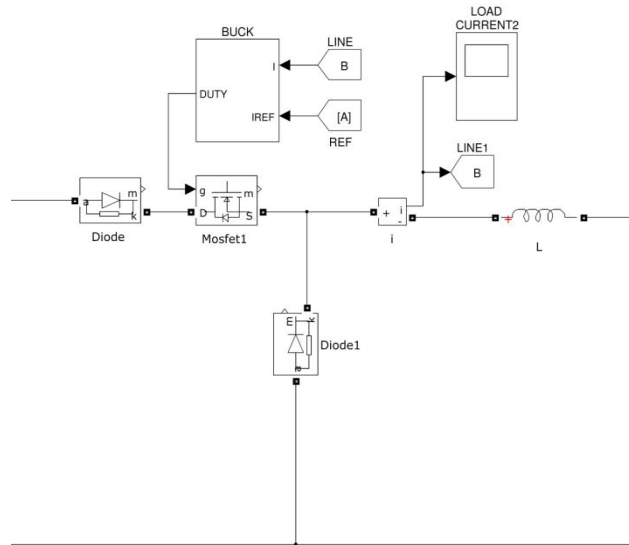 LOAD
CURRENT2
BUCK
LINE
I
B
DUTY
IREF
[A]
REF
LINE1
B
g
m
D
S
a
m
k
Diode
Mosfet1
+
i
-
i
+
L
m
k
a
Diode1